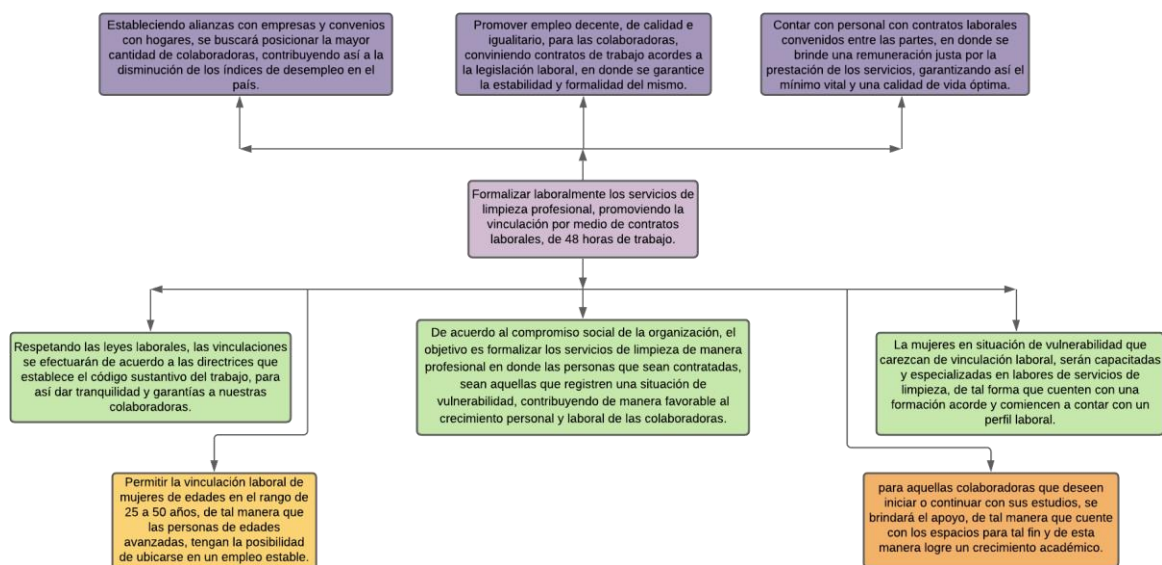 Estableciendo alianzas con empresas y convenios
con hogares, se buscará posicionar la mayor
cantidad de colaboradoras, contribuyendo así a la
disminución de los índices de desempleo en el
país.
Promover empleo decente, de calidad e
igualitario, para las colaboradoras,
conviniendo contratos de trabajo acordes a
la legislación laboral, en donde se garantice
la estabilidad y formalidad del mismo.
Contar con personal con contratos laborales
convenidos entre las partes, en donde se
brinde una remuneración justa por la
prestación de los servicios, garantizando así el
mínimo vital y una calidad de vida óptima.
Formalizar laboralmente los servicios de
limpieza profesional, promoviendo la
vinculación por medio de contratos
laborales, de 48 horas de trabajo.
Respetando las leyes laborales, las vinculaciones
se efectuarán de acuerdo a las directrices que
establece el código sustantivo del trabajo, para
así dar tranquilidad y garantías a nuestras
colaboradoras.
De acuerdo al compromiso social de la organización, el
objetivo es formalizar los servicios de limpieza de manera
profesional en donde las personas que sean contratadas,
sean aquellas que registren una situación de
vulnerabilidad, contribuyendo de manera favorable al
crecimiento personal y laboral de las colaboradoras.
La mujeres en situación de vulnerabilidad que
carezcan de vinculación laboral, serán capacitadas
y especializadas en labores de servicios de
limpieza, de tal forma que cuenten con una
formación acorde y comiencen a contar con un
perfil laboral.
Permitir la vinculación laboral de
mujeres de edades en el rango de
25 a 50 años, de tal manera que
las personas de edades
avanzadas, tengan la posibilidad
de ubicarse en un empleo estable.
para aquellas colaboradoras que deseen
iniciar o continuar con sus estudios, se
brindará el apoyo, de tal manera que cuente
con los espacios para tal fin y de esta
manera logre un crecimiento académico.